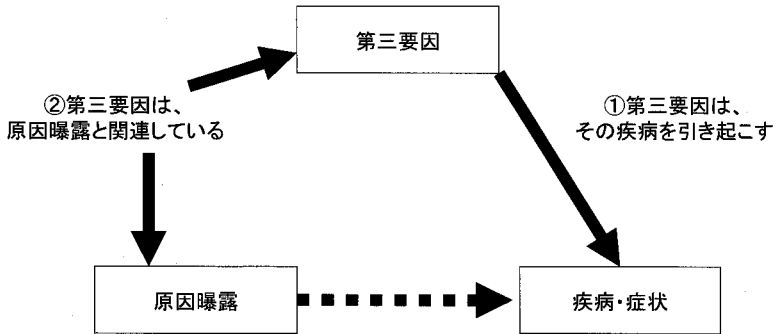 第三要因
②第三要因は、
原因曝露と関連している
①第三要因は、
その疾病を引き起こす
原因曝露
疾病・症状